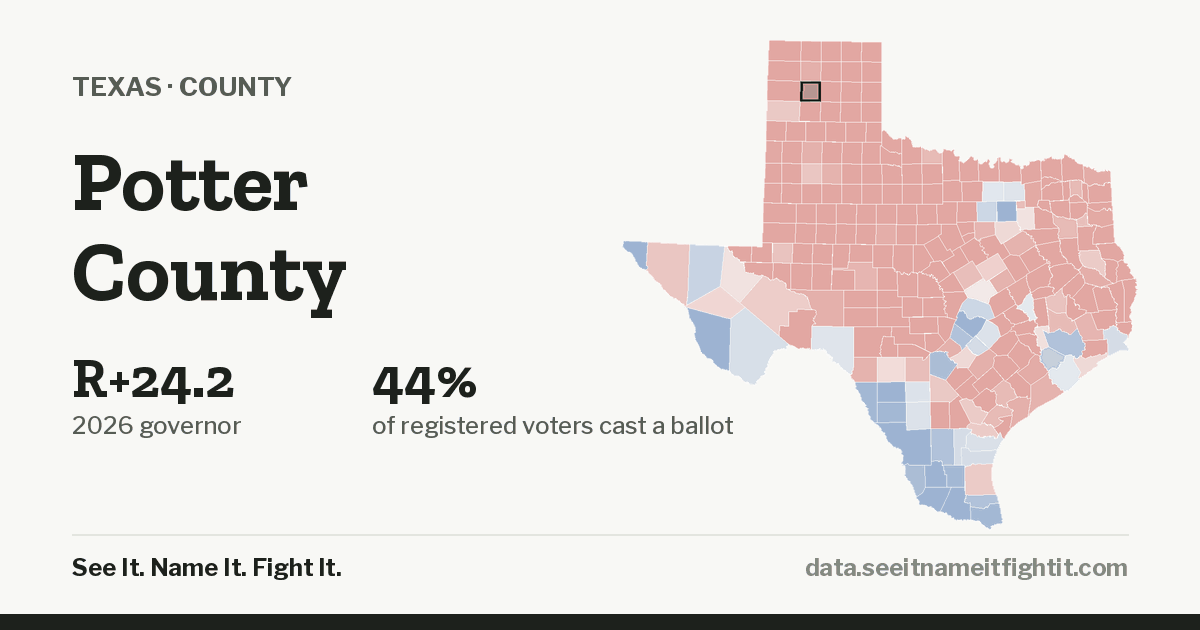 TEXAS · COUNTY
Potter
County
R+24.2
2026 governor
44%
of registered voters cast a ballot
See It. Name It. Fight It.
data.seeitnameitfightit.com